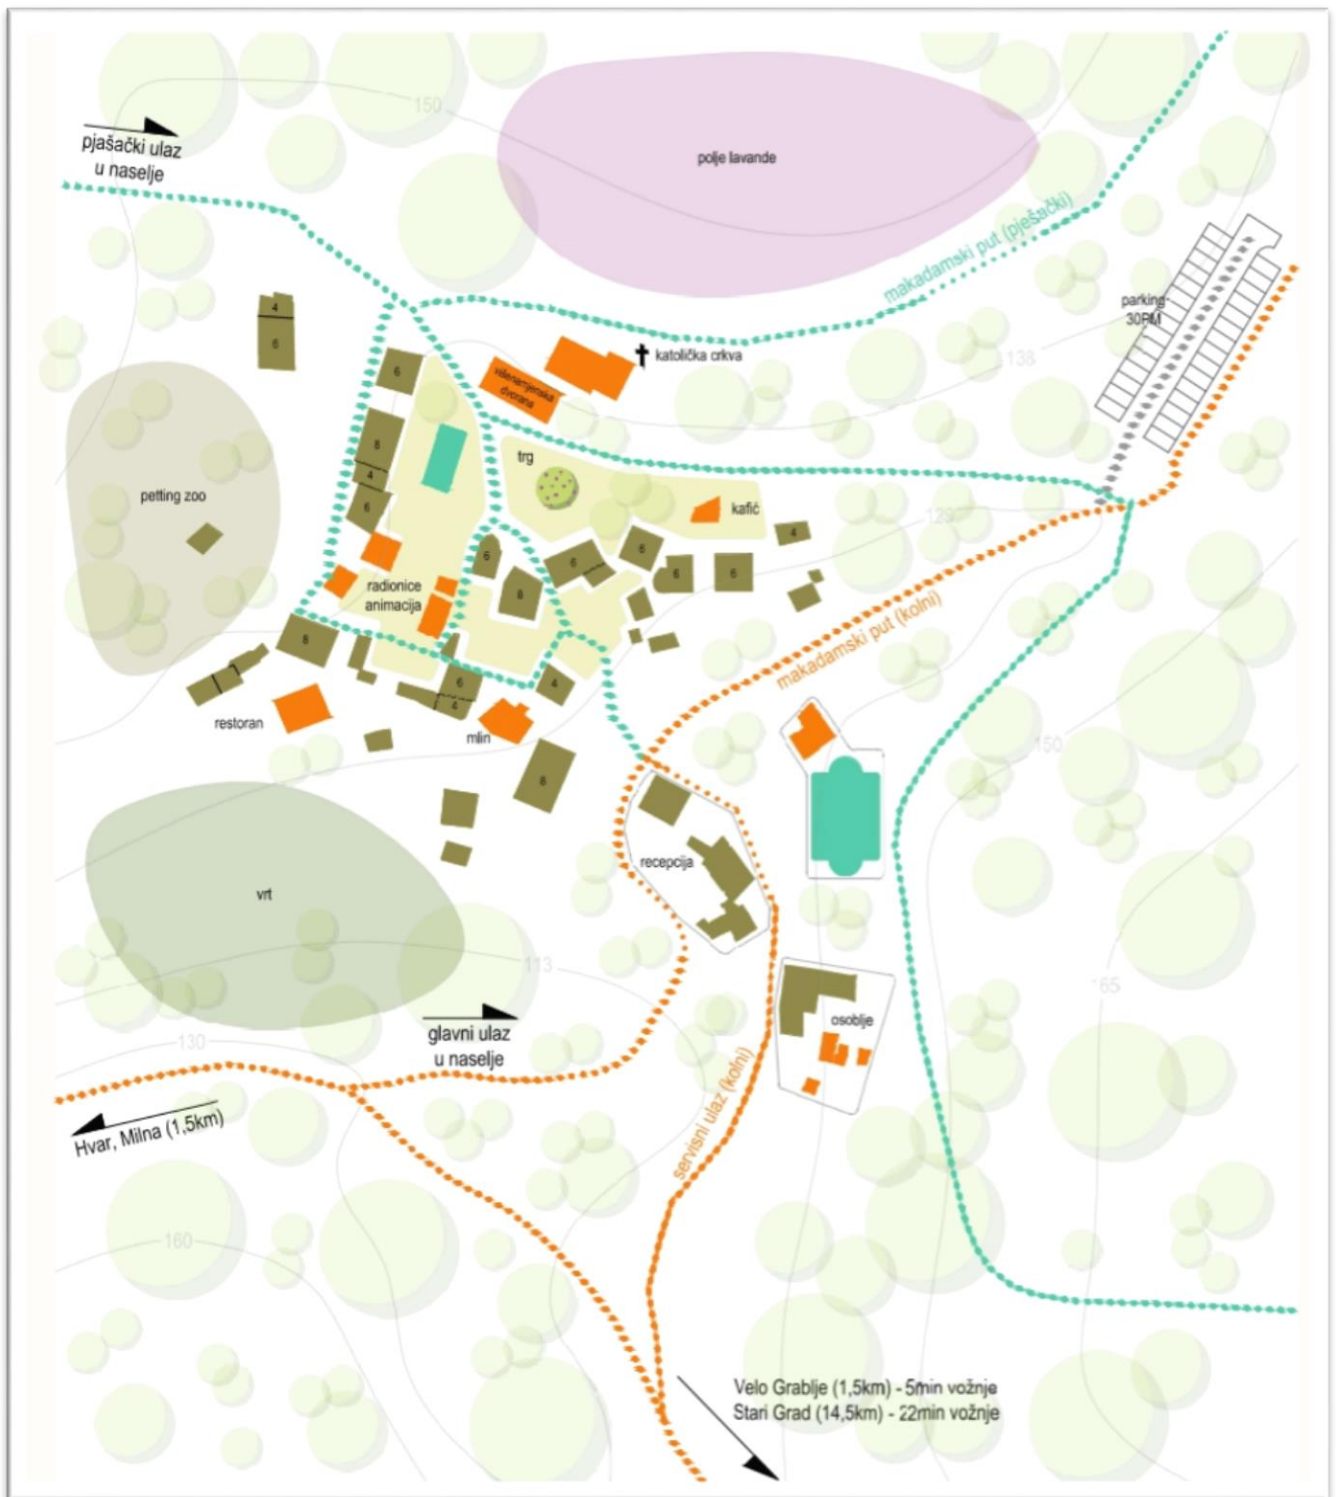 150
pjašački ulaz
u naselje
polje lavande
makadamski put (pješački)
parking-
30PM
4
6
138
katolička crkva
višenamjenska
dvorana
6
8
4
6
trg
kafić
petting zoo
4
6
8
6
6
6
6
radionice
animacija
8
makadamski put (kolni)
6
4
4
restoran
mlin
8
150
recepcija
vrt
113
165
glavni ulaz
u naselje
osoblje
130
servisni ulaz (kolni)
Hvar, Milna (1,5km)
160
Velo Grablje (1,5km) - 5min vožnje
Stari Grad (14,5km) - 22min vožnje